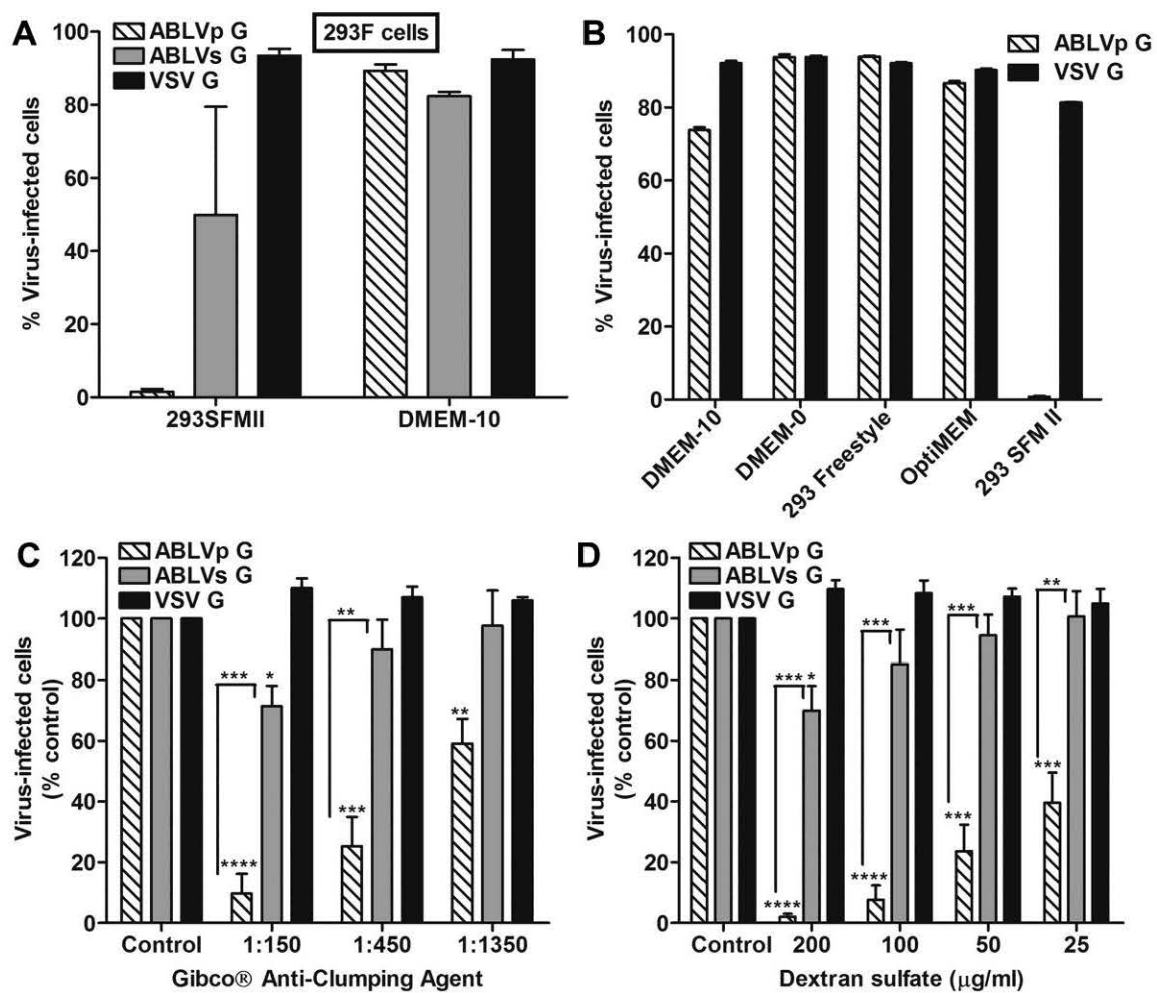 A
293F cells
ABLVp G
ABLVs G
VSV G
% Virus-infected cells
100
80
60
40
20
0
293SFMII
DMEM-10
B
ABLVp G
VSV G
% Virus-infected cells
100
80
60
40
20
0
DMEM-10
DMEM-0
293 Freestyle
OptiMEM
293 SFM II
C
ABLVp G
ABLVs G
VSV G
Virus-infected cells
(% control)
120
100
80
60
40
20
0
****
***
*
***
**
**
Control
1:150
1:450
1:1350
Gibco® Anti-Clumping Agent
D
ABLVp G
ABLVs G
VSV G
Virus-infected cells
(% control)
120
100
80
60
40
20
0
****
***
*
****
***
***
***
***
**
Control
200
100
50
25
Dextran sulfate (μg/ml)